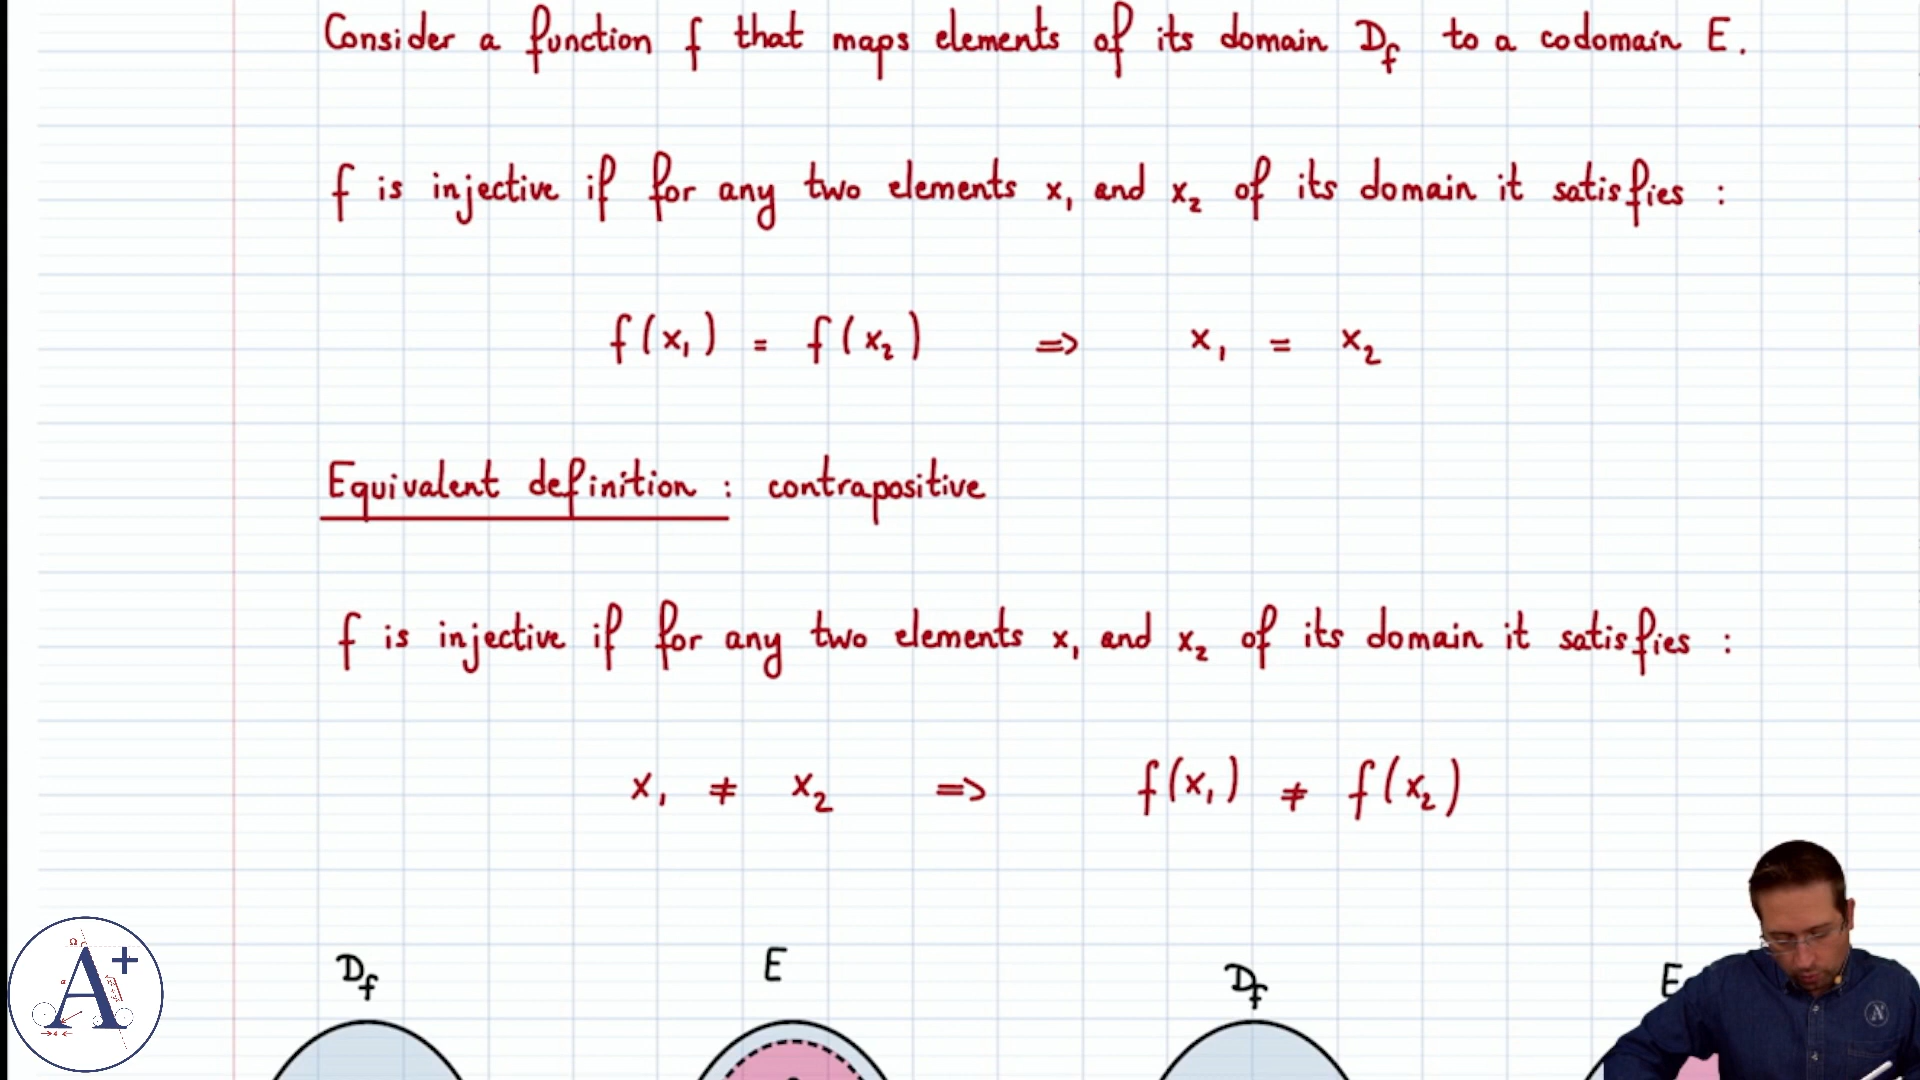 Consider a function f that maps elements of its domain D_f to a codomain E.
f is injective if for any two elements x₁ and x₂ of its domain it satisfies :
f(x₁) = f(x₂) => x₁ = x₂
Equivalent definition : contrapositive
f is injective if for any two elements x₁ and x₂ of its domain it satisfies :
x₁ ≠ x₂ => f(x₁) ≠ f(x₂)
D_f E D_f E
A+